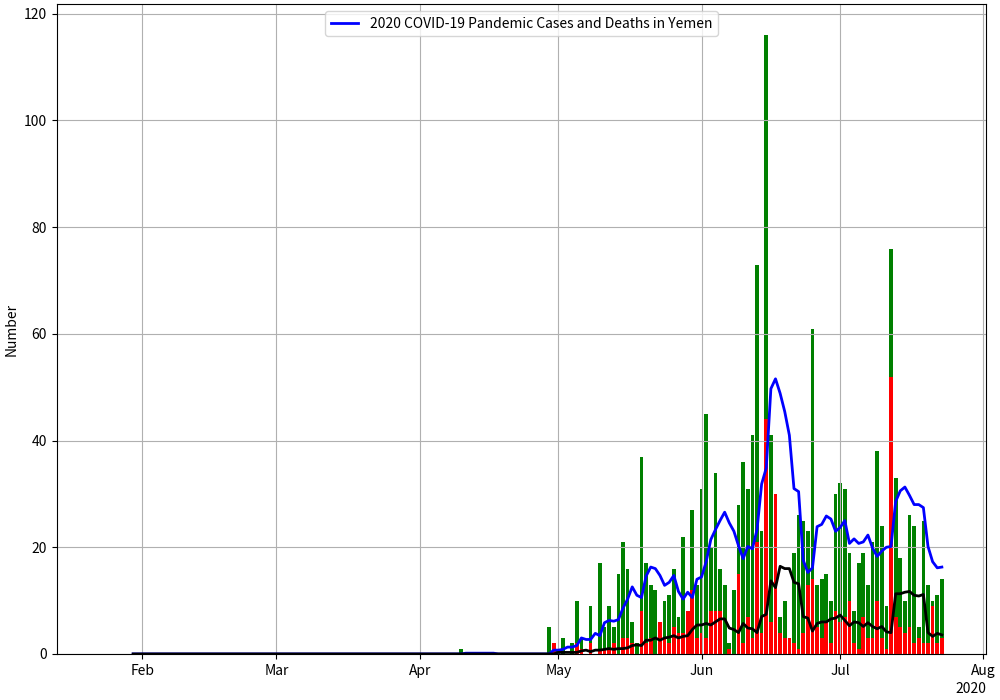 2020 COVID-19 Pandemic Cases and Deaths in Yemen
Number
120
100
80
60
40
20
0
Feb
Mar
Apr
May
Jun
Jul
Aug
2020